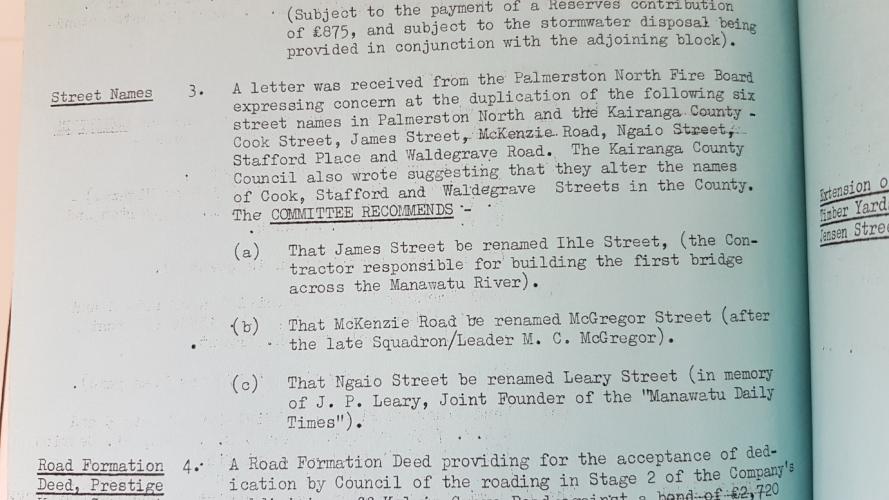 (Subject to the payment of a Reserves contribution
of £875, and subject to the stormwater disposal being
provided in conjunction with the adjoining block).
Street Names
3. A letter was received from the Palmerston North Fire Board
expressing concern at the duplication of the following six
street names in Palmerston North and the Kairanga County -
Cook Street, James Street, McKenzie Road, Ngaio Street,
Stafford Place and Waldegrave Road. The Kairanga County
Council also wrote suggesting that they alter the names
of Cook, Stafford and Waldegrave Streets in the County.
The COMMITTEE RECOMMENDS :-
(a) That James Street be renamed Ihle Street, (the Con-
tractor responsible for building the first bridge
across the Manawatu River).
(b) That McKenzie Road be renamed McGregor Street (after
the late Squadron/Leader M. C. McGregor).
(c) That Ngaio Street be renamed Leary Street (in memory
of J. P. Leary, Joint Founder of the "Manawatu Daily
Times").
Road Formation
Deed, Prestige
4. A Road Formation Deed providing for the acceptance of ded-
ication by Council of the roading in Stage 2 of the Company's
a bond of £2,720
Extension o
Timber Yard
Jensen Stree